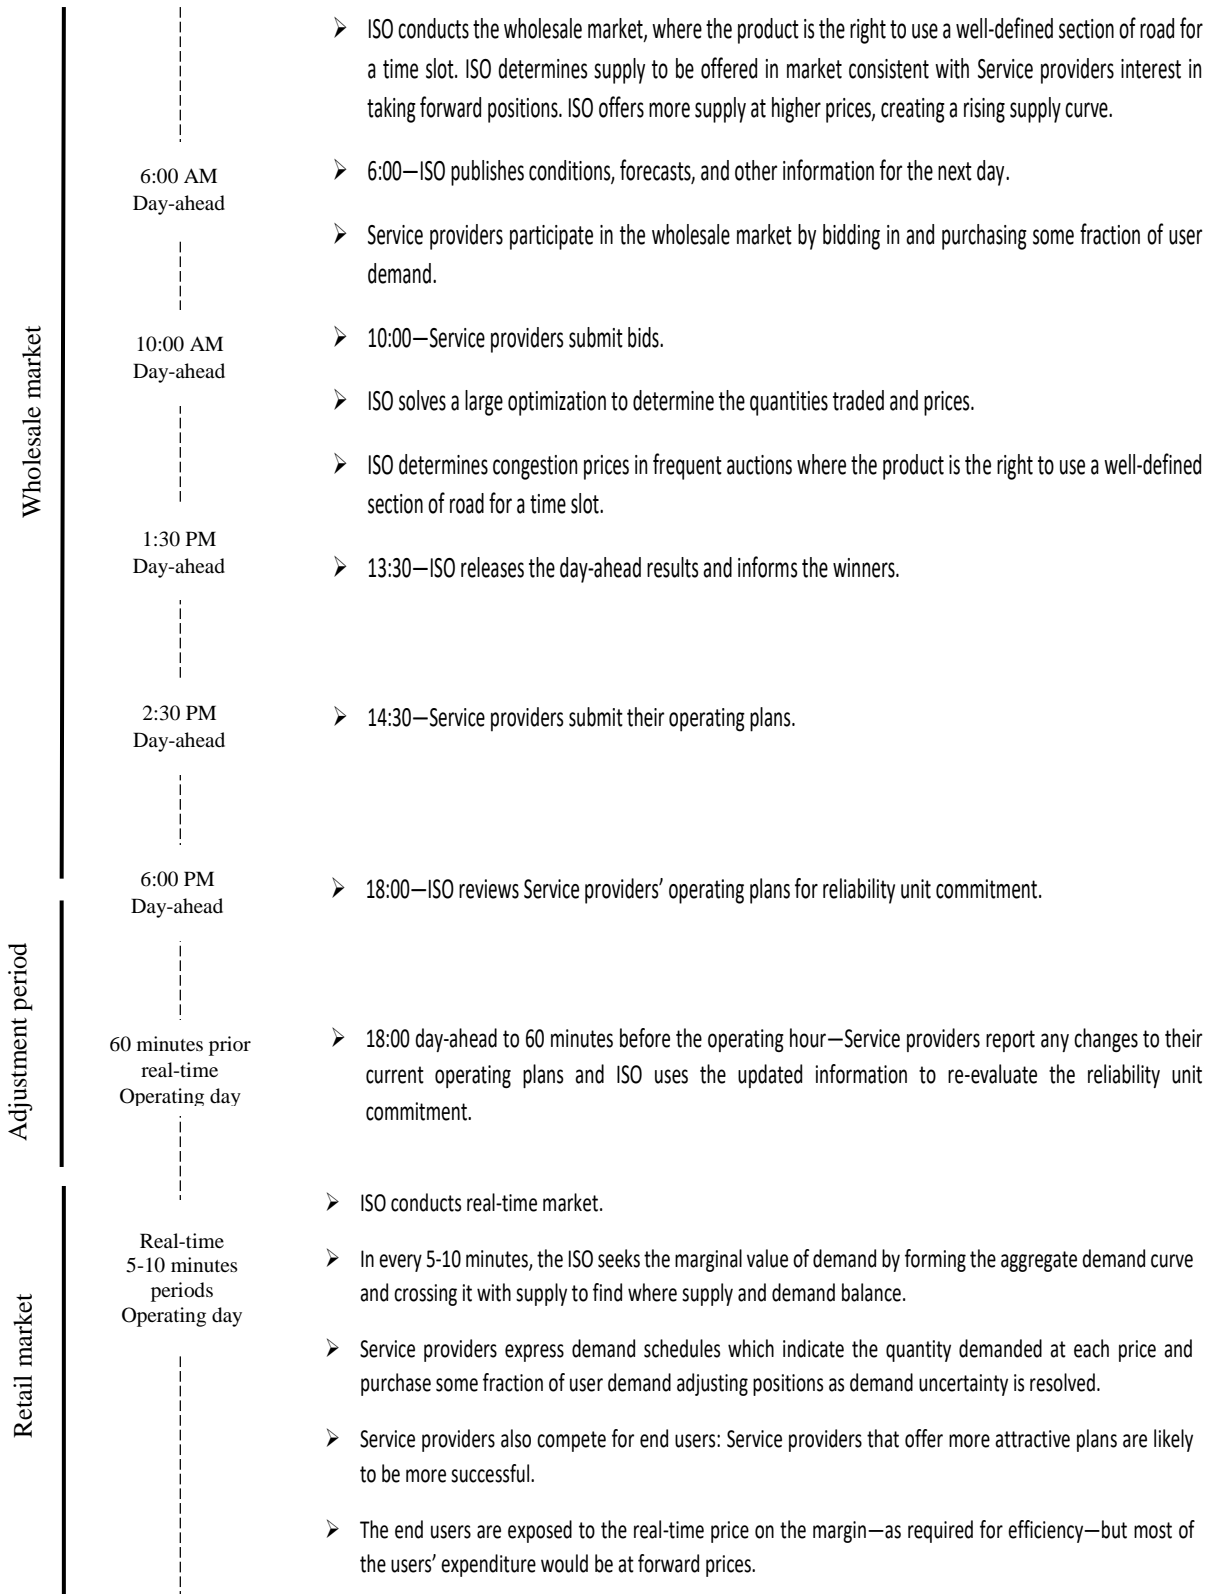 ➢ ISO conducts the wholesale market, where the product is the right to use a well-defined section of road for
a time slot. ISO determines supply to be offered in market consistent with Service providers interest in
taking forward positions. ISO offers more supply at higher prices, creating a rising supply curve.
Wholesale market
6:00 AM
Day-ahead
➢ 6:00—ISO publishes conditions, forecasts, and other information for the next day.
➢ Service providers participate in the wholesale market by bidding in and purchasing some fraction of user
demand.
10:00 AM
Day-ahead
➢ 10:00—Service providers submit bids.
➢ ISO solves a large optimization to determine the quantities traded and prices.
➢ ISO determines congestion prices in frequent auctions where the product is the right to use a well-defined
section of road for a time slot.
1:30 PM
Day-ahead
➢ 13:30—ISO releases the day-ahead results and informs the winners.
2:30 PM
Day-ahead
➢ 14:30—Service providers submit their operating plans.
6:00 PM
Day-ahead
➢ 18:00—ISO reviews Service providers' operating plans for reliability unit commitment.
Adjustment period
60 minutes prior
real-time
Operating day
➢ 18:00 day-ahead to 60 minutes before the operating hour—Service providers report any changes to their
current operating plans and ISO uses the updated information to re-evaluate the reliability unit
commitment.
Retail market
➢ ISO conducts real-time market.
Real-time
5-10 minutes
periods
Operating day
➢ In every 5-10 minutes, the ISO seeks the marginal value of demand by forming the aggregate demand curve
and crossing it with supply to find where supply and demand balance.
➢ Service providers express demand schedules which indicate the quantity demanded at each price and
purchase some fraction of user demand adjusting positions as demand uncertainty is resolved.
➢ Service providers also compete for end users: Service providers that offer more attractive plans are likely
to be more successful.
➢ The end users are exposed to the real-time price on the margin—as required for efficiency—but most of
the users' expenditure would be at forward prices.